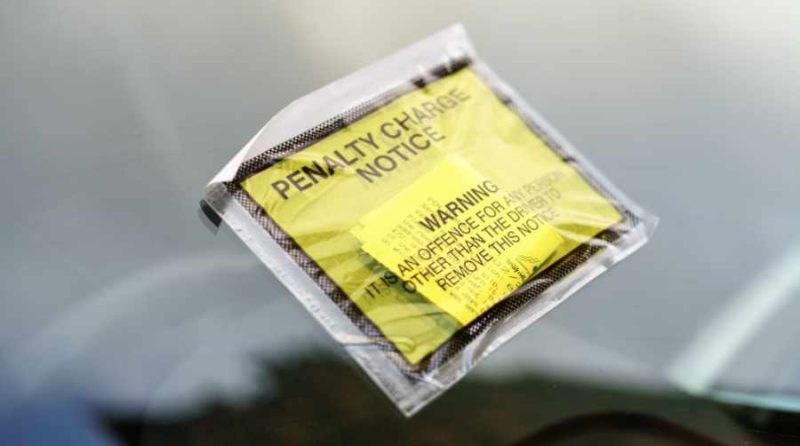 PENALTY CHARGE
NOTICE
WARNING
IT IS AN OFFENCE FOR ANY PERSON
OTHER THAN THE DRIVER TO
REMOVE THIS NOTICE